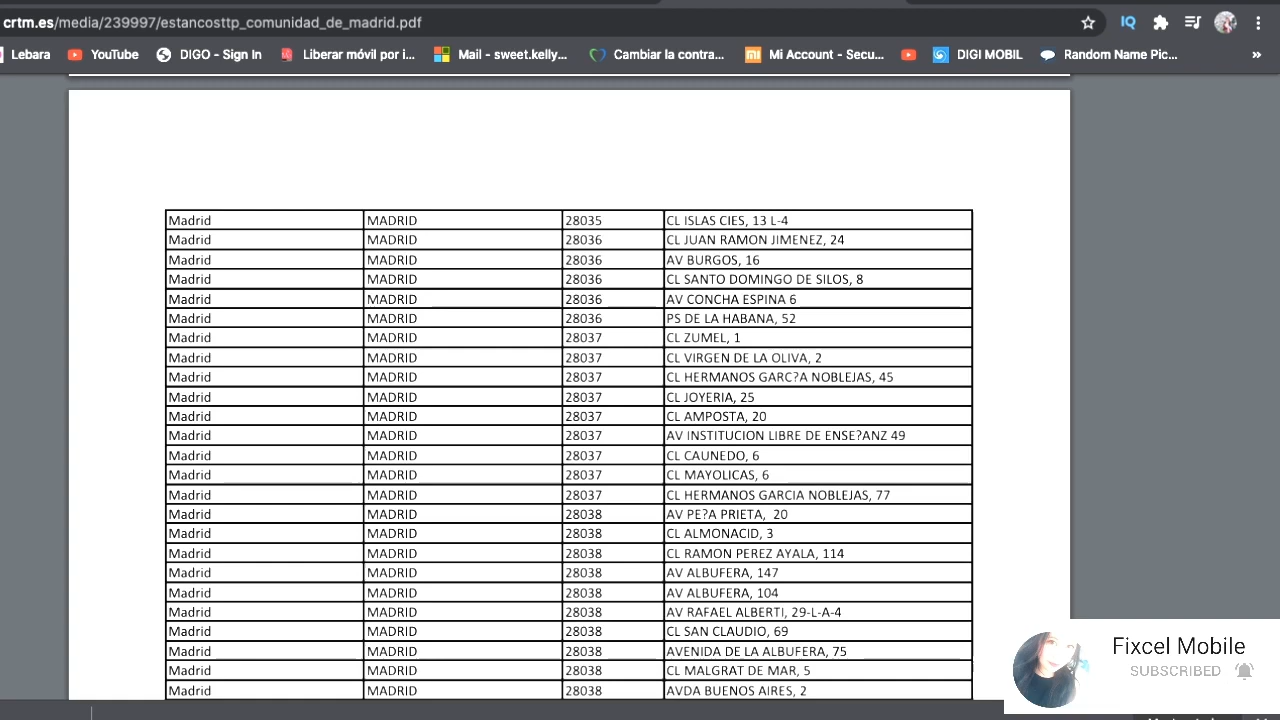 crtm.es/media/239997/estancosttp_comunidad_de_madrid.pdf
IQ
Lebara YouTube DIGO - Sign In Liberar móvil por i... Mail - sweet.kelly... Cambiar la contra... mi Mi Account - Secu... DIGI MOBIL Random Name Pic... »
Madrid MADRID 28035 CL ISLAS CIES, 13 L-4
Madrid MADRID 28036 CL JUAN RAMON JIMENEZ, 24
Madrid MADRID 28036 AV BURGOS, 16
Madrid MADRID 28036 CL SANTO DOMINGO DE SILOS, 8
Madrid MADRID 28036 AV CONCHA ESPINA 6
Madrid MADRID 28036 PS DE LA HABANA, 52
Madrid MADRID 28037 CL ZUMEL, 1
Madrid MADRID 28037 CL VIRGEN DE LA OLIVA, 2
Madrid MADRID 28037 CL HERMANOS GARC?A NOBLEJAS, 45
Madrid MADRID 28037 CL JOYERIA, 25
Madrid MADRID 28037 CL AMPOSTA, 20
Madrid MADRID 28037 AV INSTITUCION LIBRE DE ENSE?ANZ 49
Madrid MADRID 28037 CL CAUNEDO, 6
Madrid MADRID 28037 CL MAYOLICAS, 6
Madrid MADRID 28037 CL HERMANOS GARCIA NOBLEJAS, 77
Madrid MADRID 28038 AV PE?A PRIETA, 20
Madrid MADRID 28038 CL ALMONACID, 3
Madrid MADRID 28038 CL RAMON PEREZ AYALA, 114
Madrid MADRID 28038 AV ALBUFERA, 147
Madrid MADRID 28038 AV ALBUFERA, 104
Madrid MADRID 28038 AV RAFAEL ALBERTI, 29-L-A-4
Madrid MADRID 28038 CL SAN CLAUDIO, 69
Madrid MADRID 28038 AVENIDA DE LA ALBUFERA, 75
Madrid MADRID 28038 CL MALGRAT DE MAR, 5
Madrid MADRID 28038 AVDA BUENOS AIRES, 2
Fixcel Mobile
SUBSCRIBED